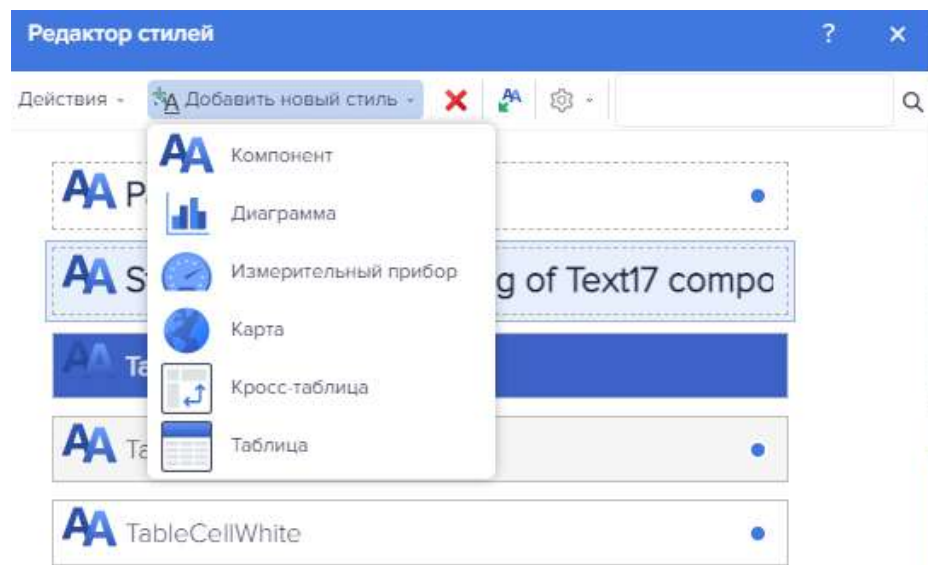 Редактор стилей ? ×
Действия
Добавить новый стиль
Компонент
Диаграмма
Измерительный прибор
Карта
Кросс-таблица
Таблица
g of Text17 compo
TableCellWhite